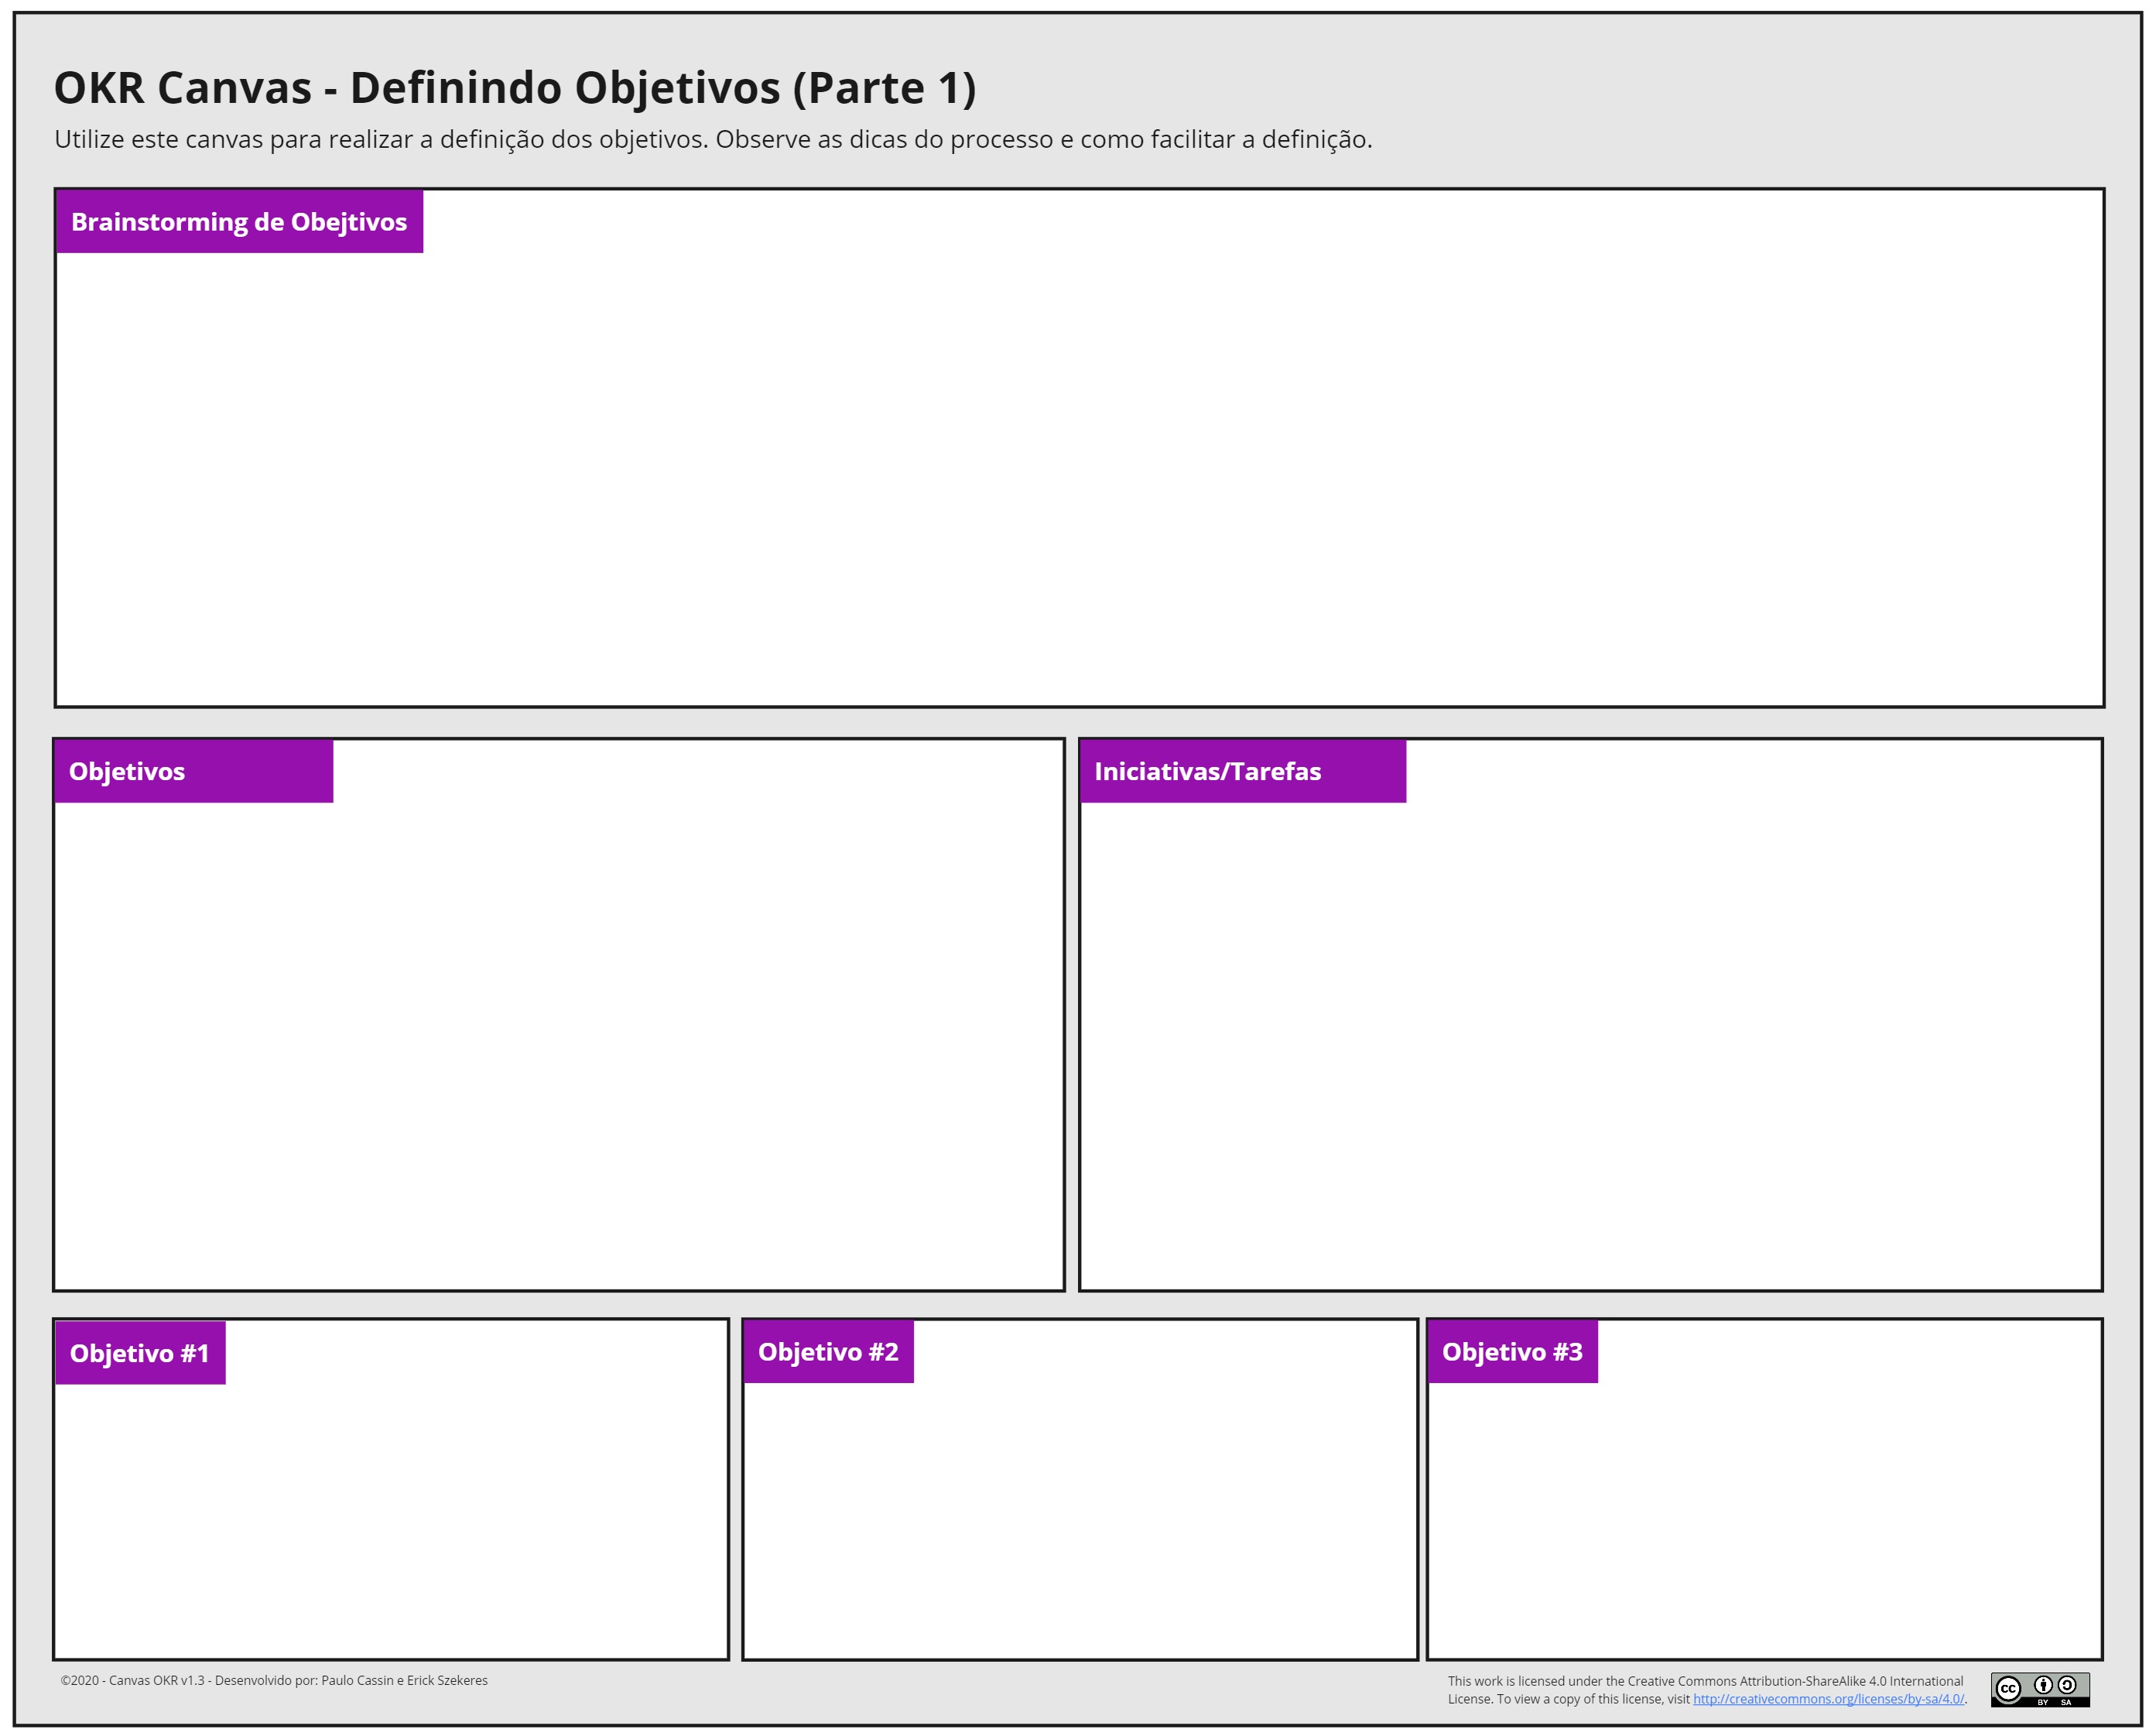 OKR Canvas - Definindo Objetivos (Parte 1)
Utilize este canvas para realizar a definição dos objetivos. Observe as dicas do processo e como facilitar a definição.
Brainstorming de Obejtivos
Objetivos
Iniciativas/Tarefas
Objetivo #1
Objetivo #2
Objetivo #3
©2020 - Canvas OKR v1.3 - Desenvolvido por: Paulo Cassin e Erick Szekeres
This work is licensed under the Creative Commons Attribution-ShareAlike 4.0 International
License. To view a copy of this license, visit http://creativecommons.org/licenses/by-sa/4.0/.
cc
BY SA